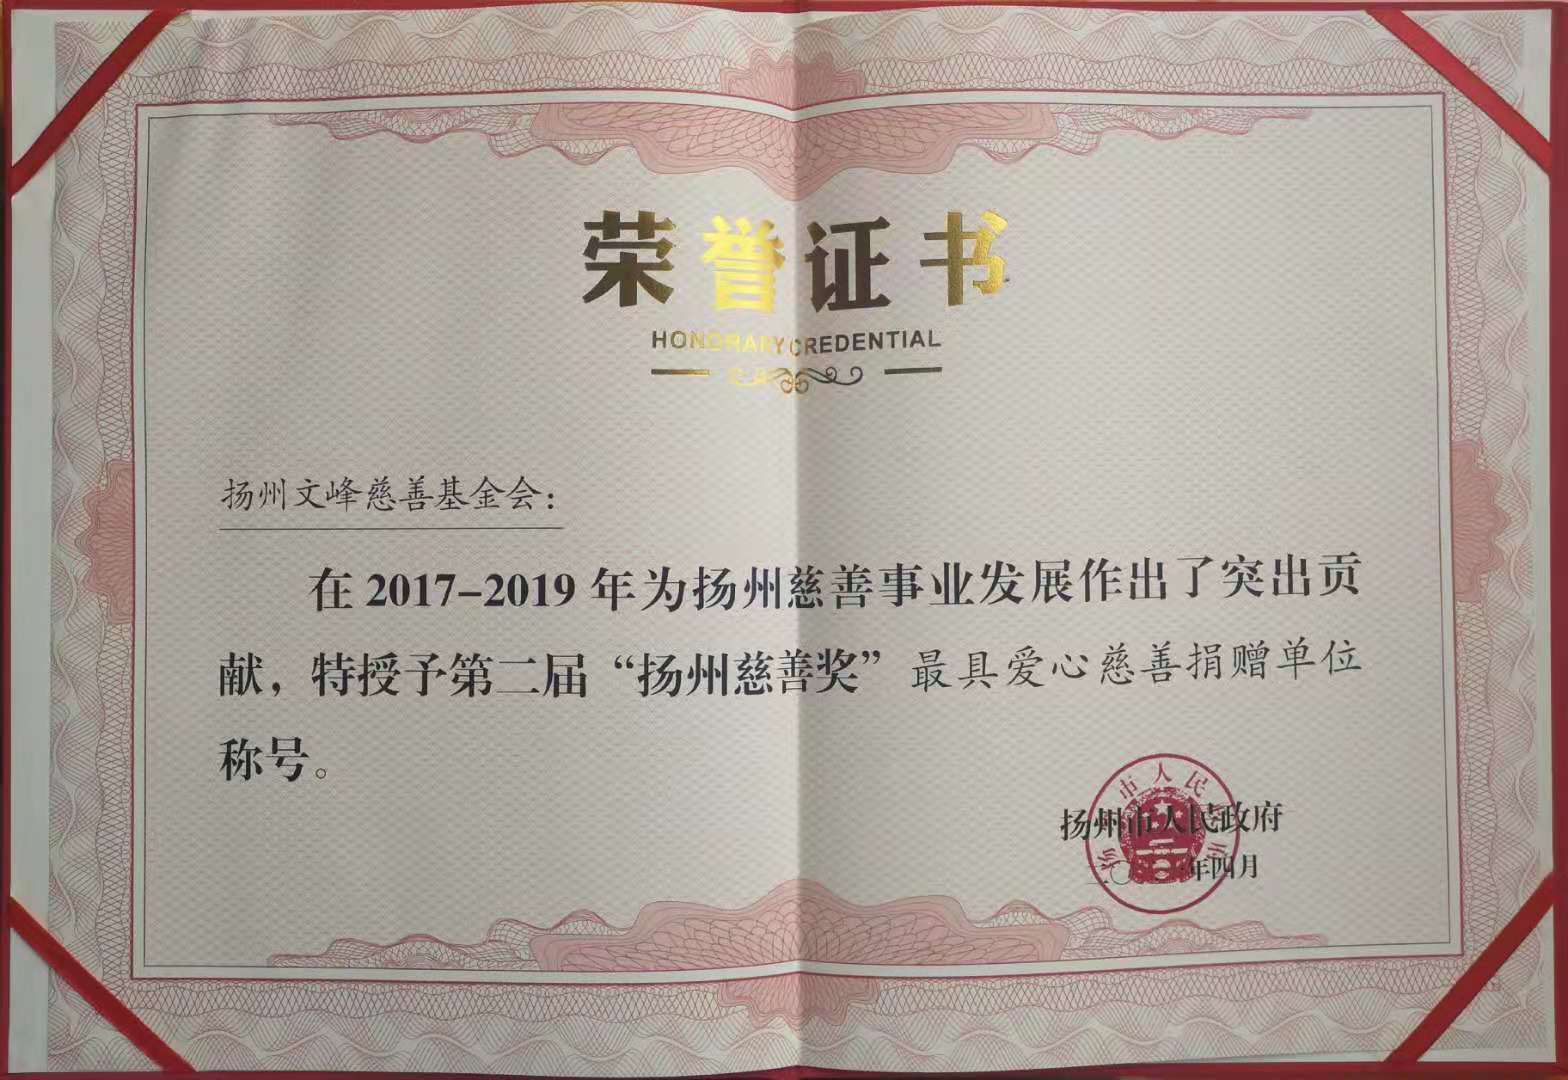 荣誉证书
HONORARY CREDENTIAL
扬州文峰慈善基金会：
在2017-2019年为扬州慈善事业发展作出了突出贡
献，特授予第二届“扬州慈善奖”最具爱心慈善捐赠单位
称号。
扬州市人民政府
年四月